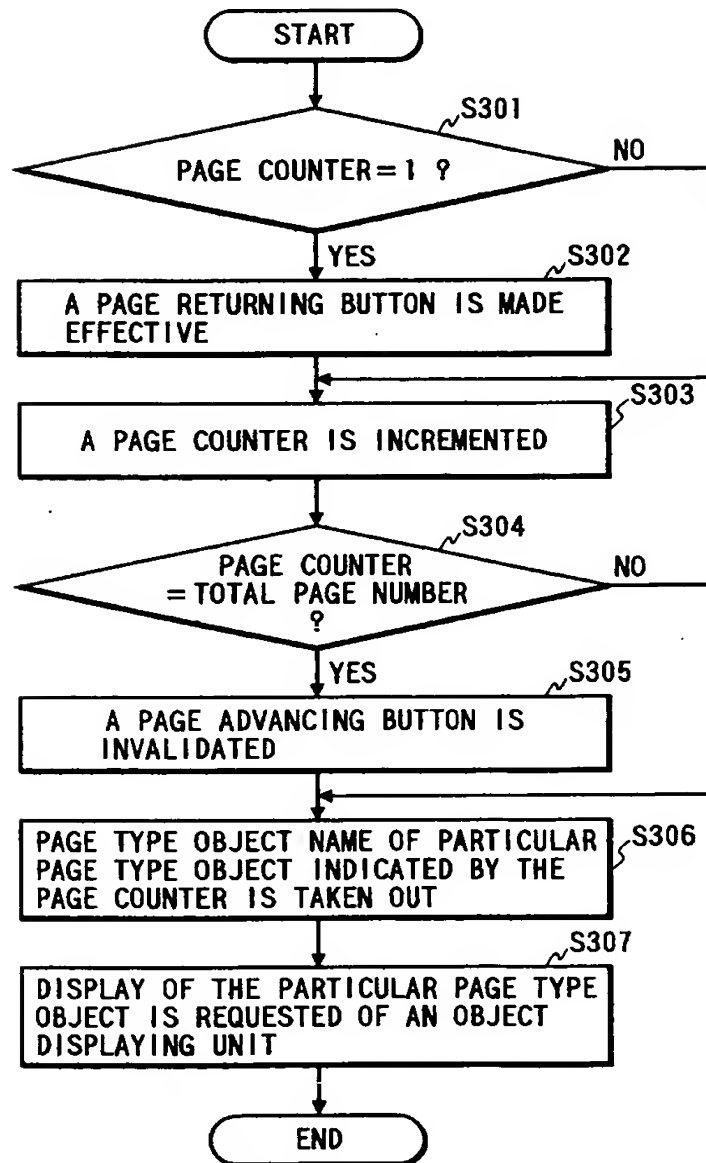 START
S301
PAGE COUNTER=1 ?
NO
YES
S302
A PAGE RETURNING BUTTON IS MADE
EFFECTIVE
S303
A PAGE COUNTER IS INCREMENTED
S304
PAGE COUNTER
=TOTAL PAGE NUMBER
?
NO
YES
S305
A PAGE ADVANCING BUTTON IS
INVALIDATED
PAGE TYPE OBJECT NAME OF PARTICULAR
PAGE TYPE OBJECT INDICATED BY THE
PAGE COUNTER IS TAKEN OUT
S306
S307
DISPLAY OF THE PARTICULAR PAGE TYPE
OBJECT IS REQUESTED OF AN OBJECT
DISPLAYING UNIT
END